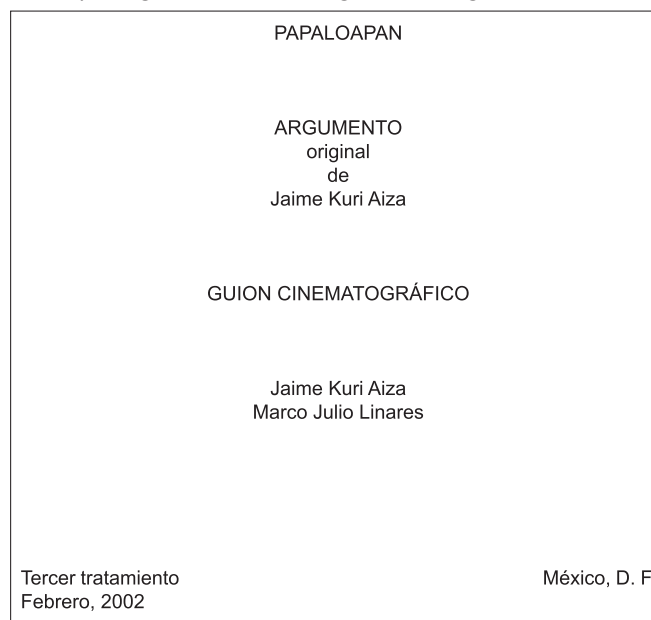 PAPALOAPAN
ARGUMENTO
original
de
Jaime Kuri Aiza
GUION CINEMATOGRÁFICO
Jaime Kuri Aiza
Marco Julio Linares
Tercer tratamiento
México, D. F
Febrero, 2002